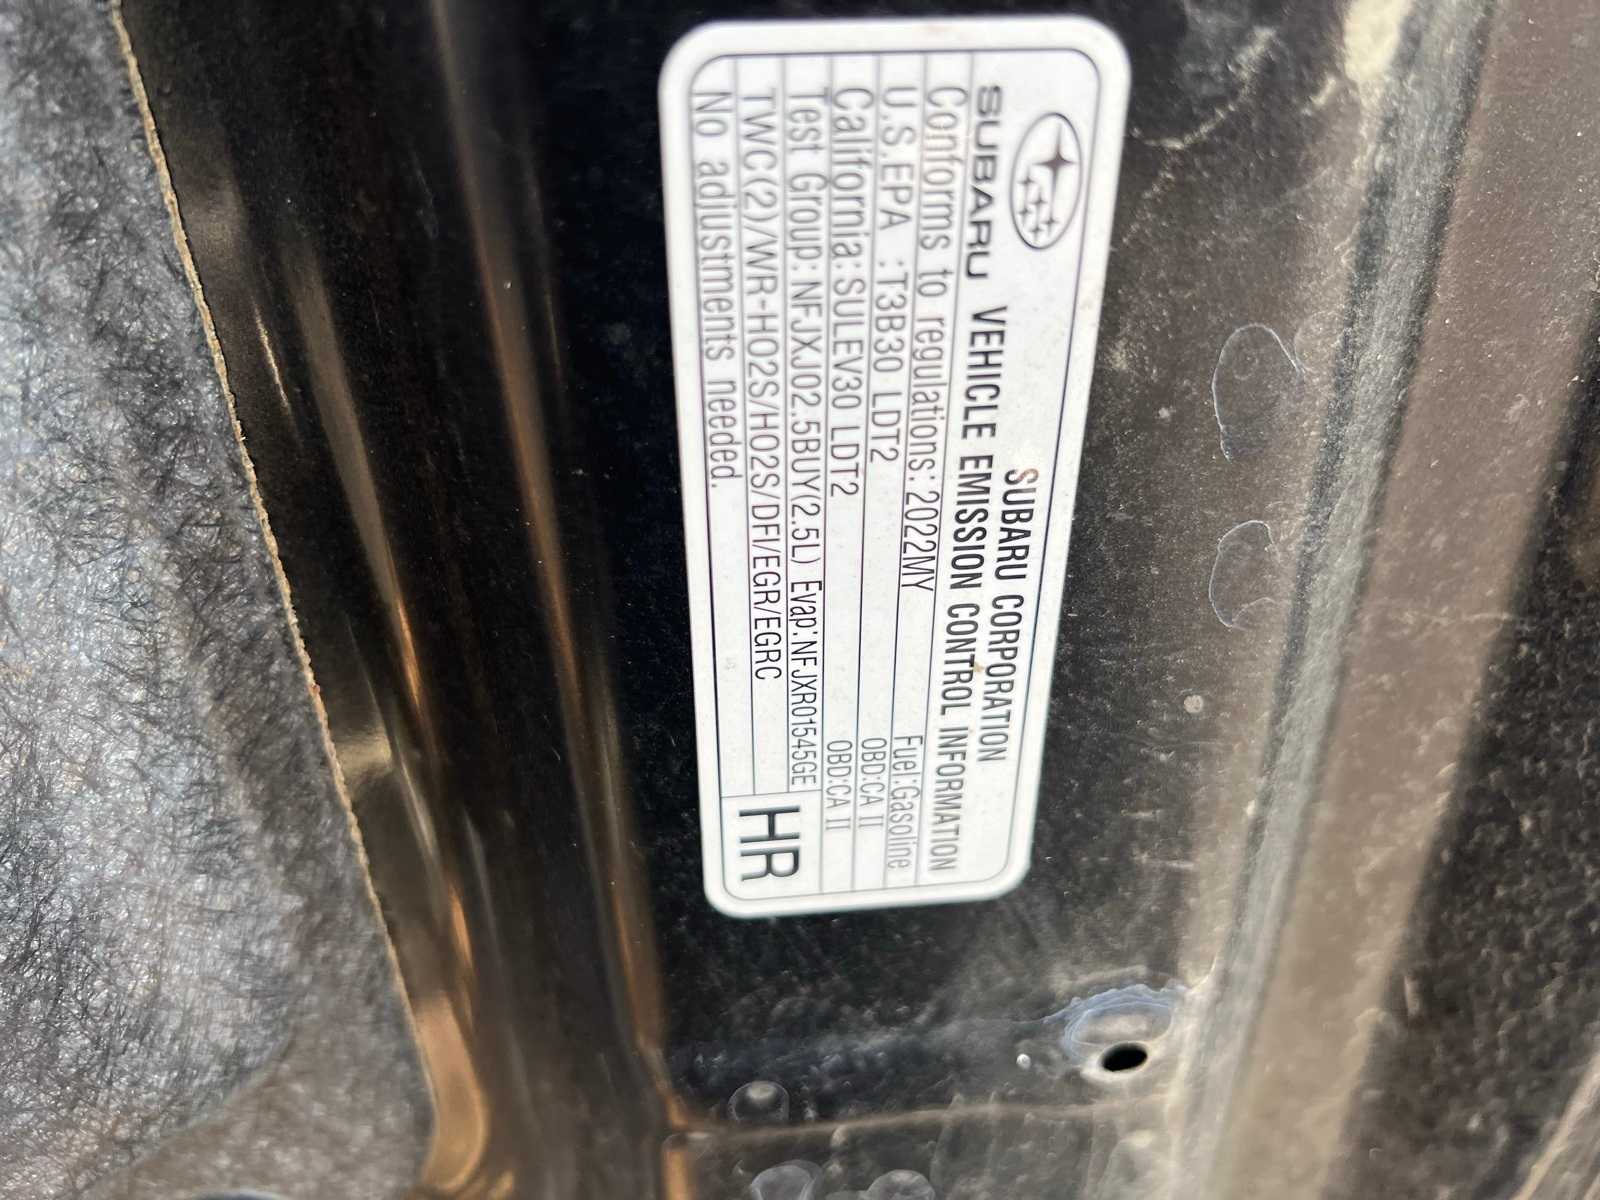 SUBARU CORPORATION
SUBARU VEHICLE EMISSION CONTROL INFORMATION
Conforms to regulations: 2022MY Fuel:Gasoline
U.S.EPA :T3B30 LDT2 OBD:CA II
California:SULEV30 LDT2 OBD:CA II
Test Group: NFJXJ02.5BUY(2.5L) Evap:NFJXR01545GE
TWC(2)/WR-HO2S/HO2S/DFI/EGR/EGRC
No adjustments needed.
HR